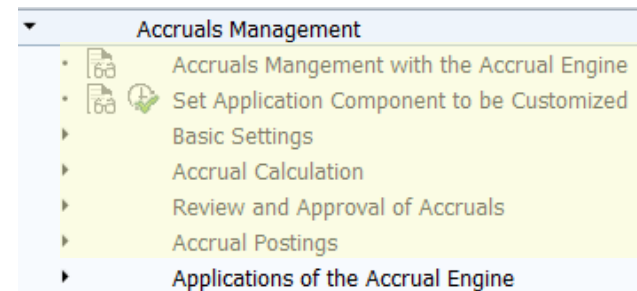 Accruals Management
Accruals Mangement with the Accrual Engine
Set Application Component to be Customized
Basic Settings
Accrual Calculation
Review and Approval of Accruals
Accrual Postings
Applications of the Accrual Engine